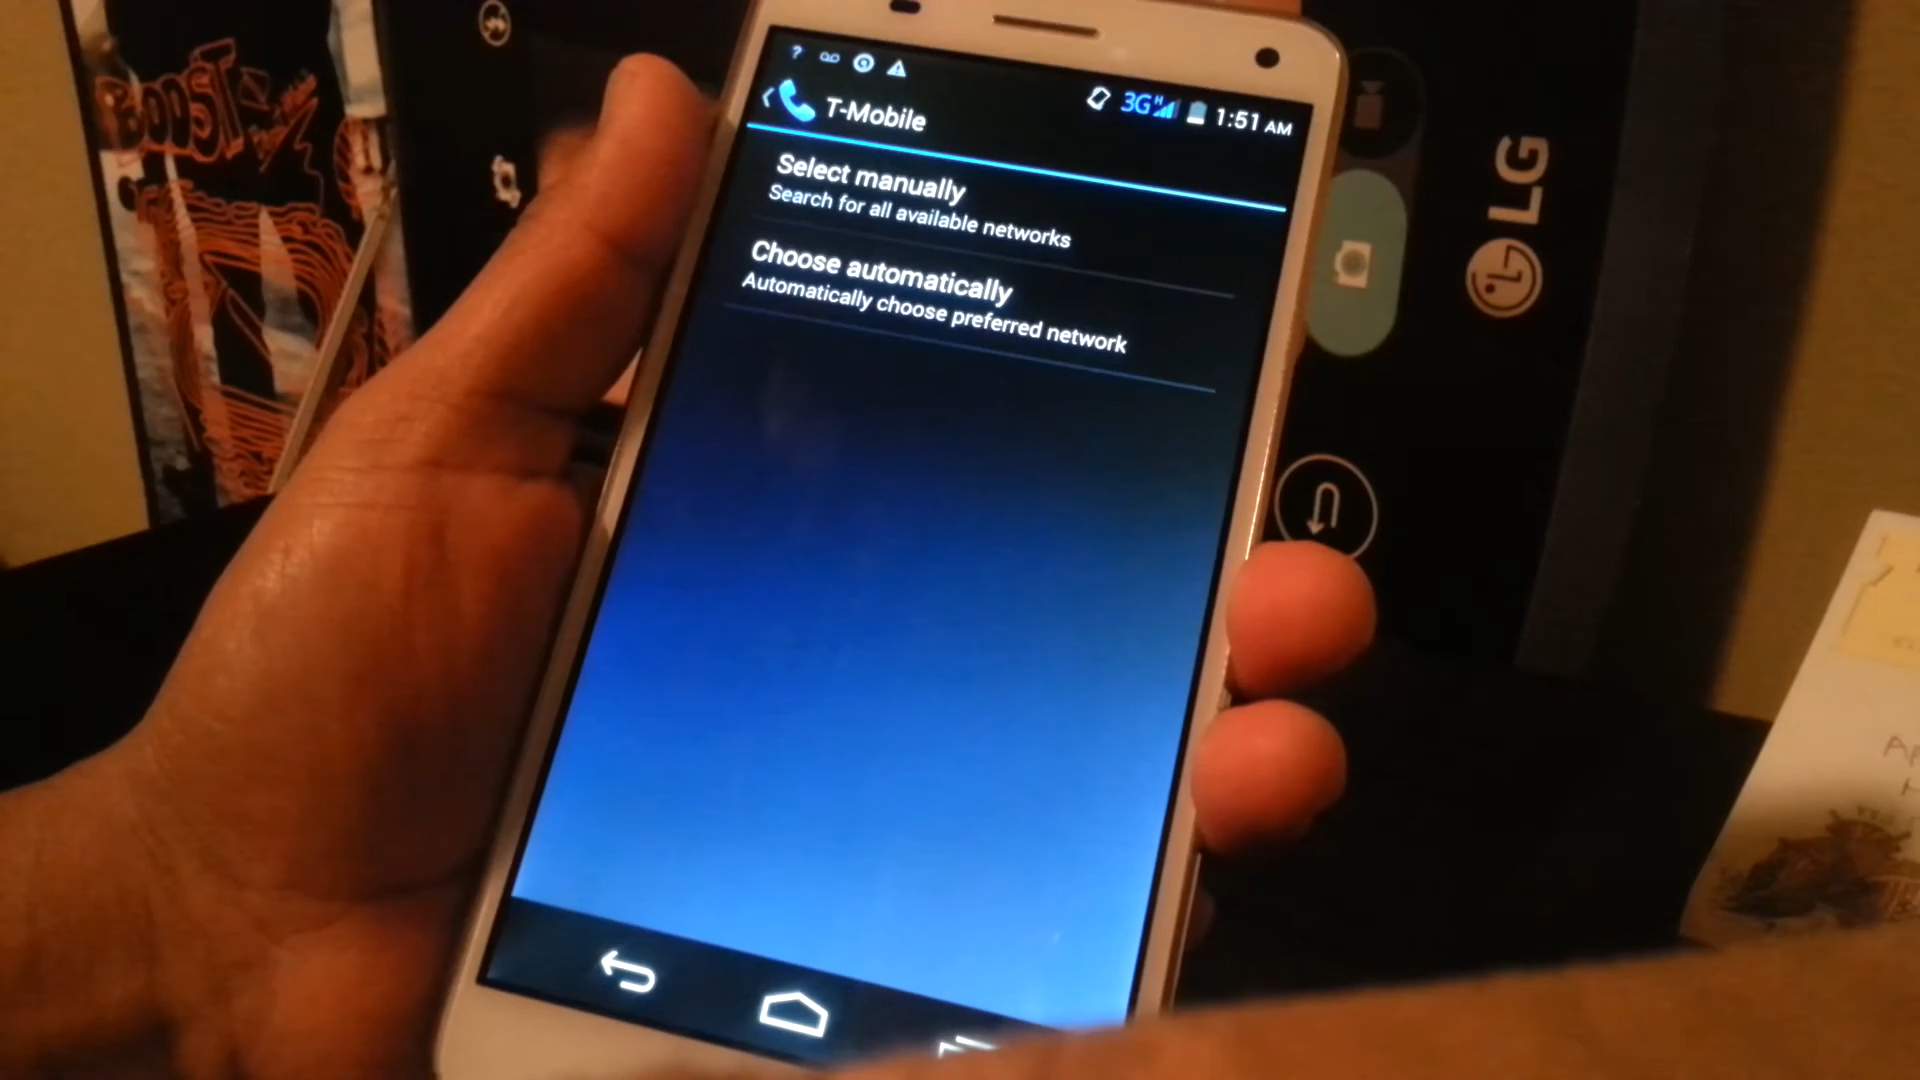 BOOST
3G H 1:51 AM
T-Mobile
Select manually
Search for all available networks
Choose automatically
Automatically choose preferred network
LG